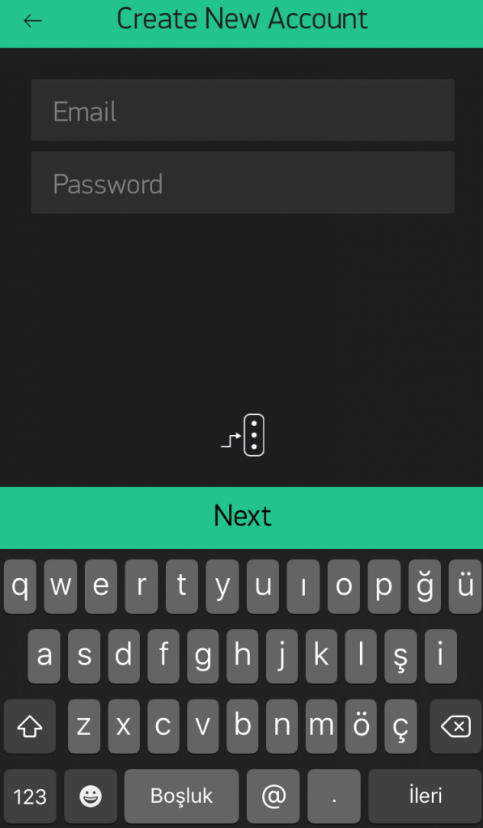 Create New Account
Email
Password
Next
q w e r t y u ı o p ğ ü
a s d f g h j k l ş i
z x c v b n m ö ç
123 Boşluk @ . İleri